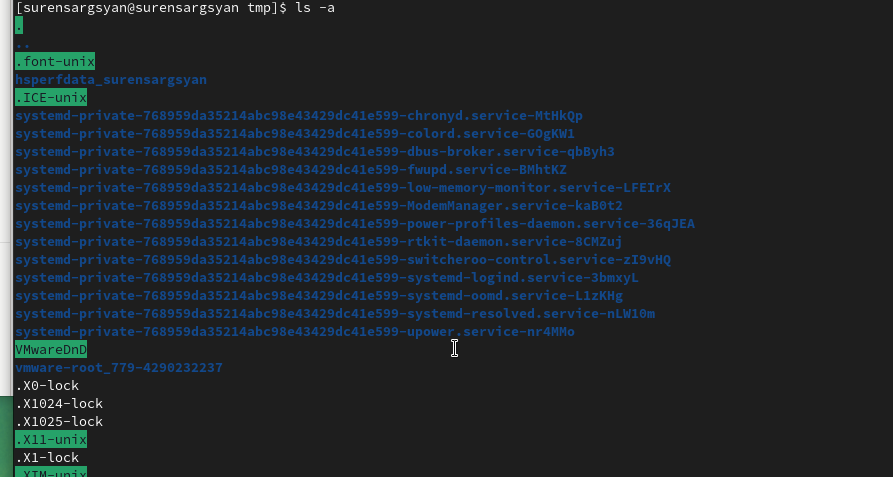 [surensargsyan@surensargsyan tmp]$ ls -a
.
..
.font-unix
hsperfdata_surensargsyan
.ICE-unix
systemd-private-768959da35214abc98e43429dc41e599-chronyd.service-MtHkQp
systemd-private-768959da35214abc98e43429dc41e599-colord.service-GOgKW1
systemd-private-768959da35214abc98e43429dc41e599-dbus-broker.service-qbByh3
systemd-private-768959da35214abc98e43429dc41e599-fwupd.service-BMhtKZ
systemd-private-768959da35214abc98e43429dc41e599-low-memory-monitor.service-LFEIrX
systemd-private-768959da35214abc98e43429dc41e599-ModemManager.service-kaB0t2
systemd-private-768959da35214abc98e43429dc41e599-power-profiles-daemon.service-36qJEA
systemd-private-768959da35214abc98e43429dc41e599-rtkit-daemon.service-8CMZuj
systemd-private-768959da35214abc98e43429dc41e599-switcheroo-control.service-zI9vHQ
systemd-private-768959da35214abc98e43429dc41e599-systemd-logind.service-3bmxyL
systemd-private-768959da35214abc98e43429dc41e599-systemd-oomd.service-L1zKHg
systemd-private-768959da35214abc98e43429dc41e599-systemd-resolved.service-nLW10m
systemd-private-768959da35214abc98e43429dc41e599-upower.service-nr4MMo
VMwareDnD
vmware-root_779-4290232237
.X0-lock
.X1024-lock
.X1025-lock
.X11-unix
.X1-lock
.XIM-unix